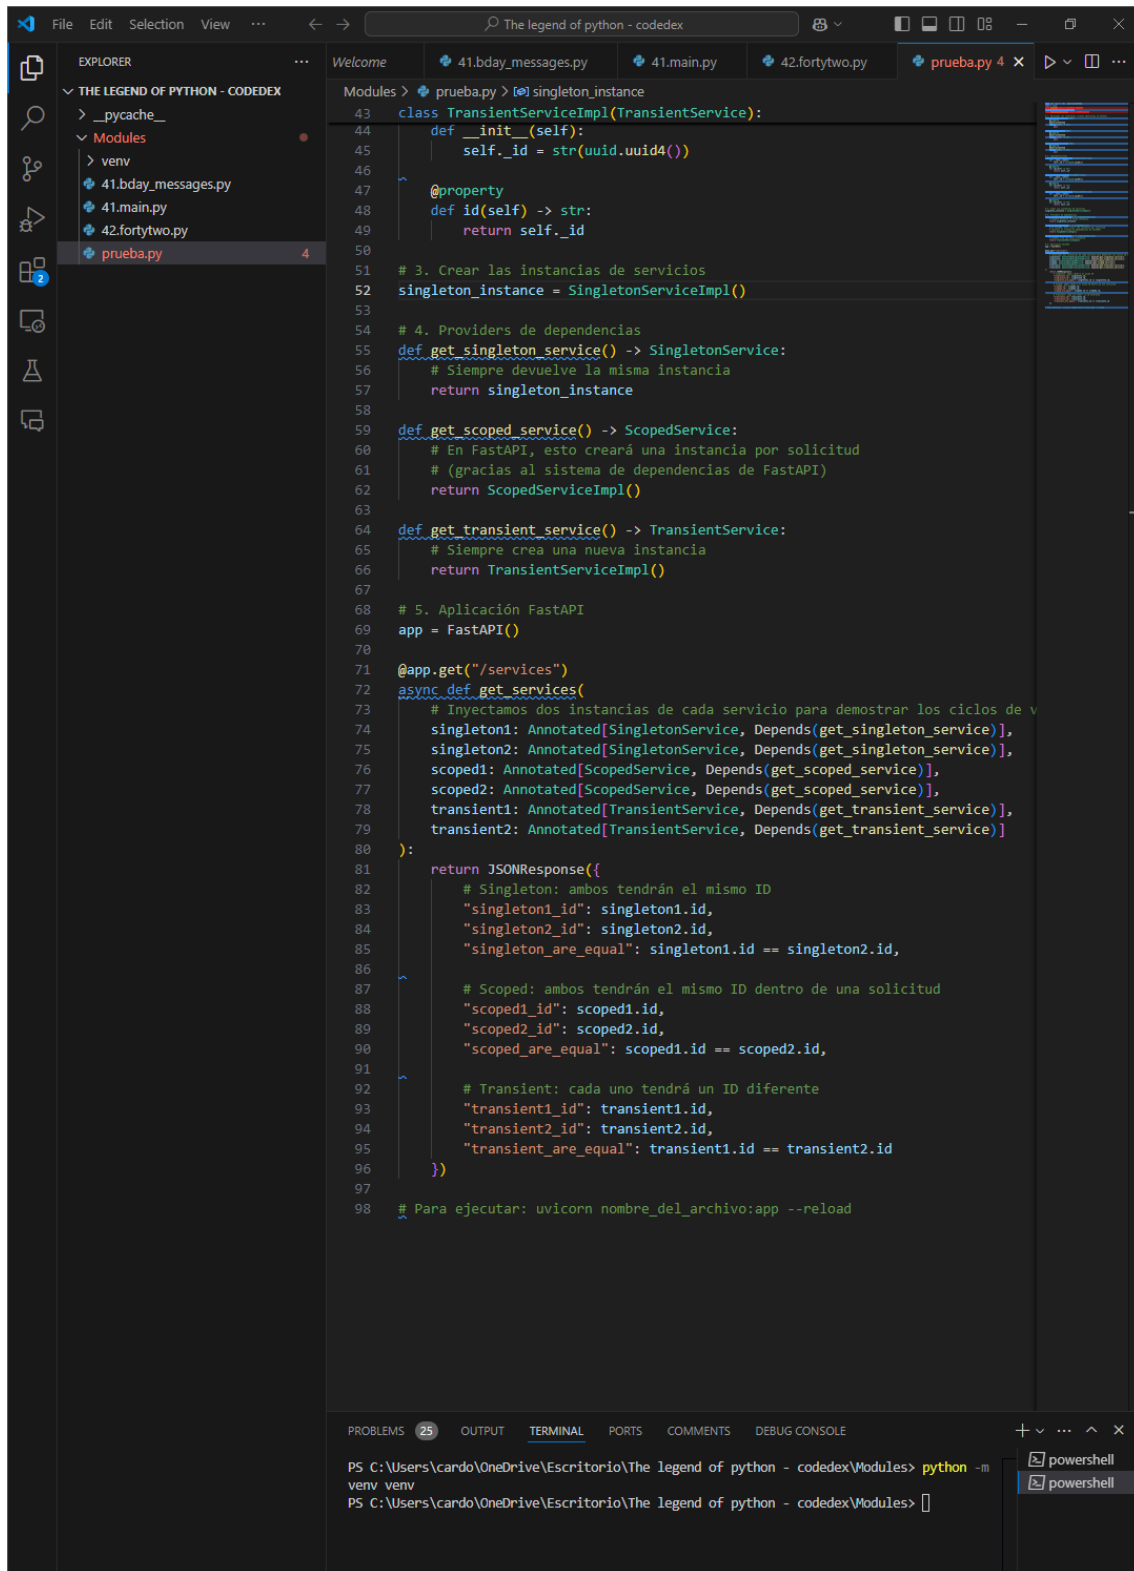 File Edit Selection View ··· The legend of python - codedex
EXPLORER ···
THE LEGEND OF PYTHON - CODEDEX
__pycache__
Modules
venv
41.bday_messages.py
41.main.py
42.fortytwo.py
prueba.py 4
2
Welcome 41.bday_messages.py 41.main.py 42.fortytwo.py prueba.py 4 ···
Modules > prueba.py > singleton_instance
43 class TransientServiceImpl(TransientService):
44 def __init__(self):
45 self._id = str(uuid.uuid4())
46
47 @property
48 def id(self) -> str:
49 return self._id
50
51 # 3. Crear las instancias de servicios
52 singleton_instance = SingletonServiceImpl()
53
54 # 4. Providers de dependencias
55 def get_singleton_service() -> SingletonService:
56 # Siempre devuelve la misma instancia
57 return singleton_instance
58
59 def get_scoped_service() -> ScopedService:
60 # En FastAPI, esto creará una instancia por solicitud
61 # (gracias al sistema de dependencias de FastAPI)
62 return ScopedServiceImpl()
63
64 def get_transient_service() -> TransientService:
65 # Siempre crea una nueva instancia
66 return TransientServiceImpl()
67
68 # 5. Aplicación FastAPI
69 app = FastAPI()
70
71 @app.get("/services")
72 async def get_services(
73 # Inyectamos dos instancias de cada servicio para demostrar los ciclos de v
74 singleton1: Annotated[SingletonService, Depends(get_singleton_service)],
75 singleton2: Annotated[SingletonService, Depends(get_singleton_service)],
76 scoped1: Annotated[ScopedService, Depends(get_scoped_service)],
77 scoped2: Annotated[ScopedService, Depends(get_scoped_service)],
78 transient1: Annotated[TransientService, Depends(get_transient_service)],
79 transient2: Annotated[TransientService, Depends(get_transient_service)]
80 ):
81 return JSONResponse({
82 # Singleton: ambos tendrán el mismo ID
83 "singleton1_id": singleton1.id,
84 "singleton2_id": singleton2.id,
85 "singleton_are_equal": singleton1.id == singleton2.id,
86
87 # Scoped: ambos tendrán el mismo ID dentro de una solicitud
88 "scoped1_id": scoped1.id,
89 "scoped2_id": scoped2.id,
90 "scoped_are_equal": scoped1.id == scoped2.id,
91
92 # Transient: cada uno tendrá un ID diferente
93 "transient1_id": transient1.id,
94 "transient2_id": transient2.id,
95 "transient_are_equal": transient1.id == transient2.id
96 })
97
98 # Para ejecutar: uvicorn nombre_del_archivo:app --reload
PROBLEMS 25 OUTPUT TERMINAL PORTS COMMENTS DEBUG CONSOLE
PS C:\Users\cardo\OneDrive\Escritorio\The legend of python - codedex\Modules> python -m
venv venv
PS C:\Users\cardo\OneDrive\Escritorio\The legend of python - codedex\Modules>
powershell
powershell